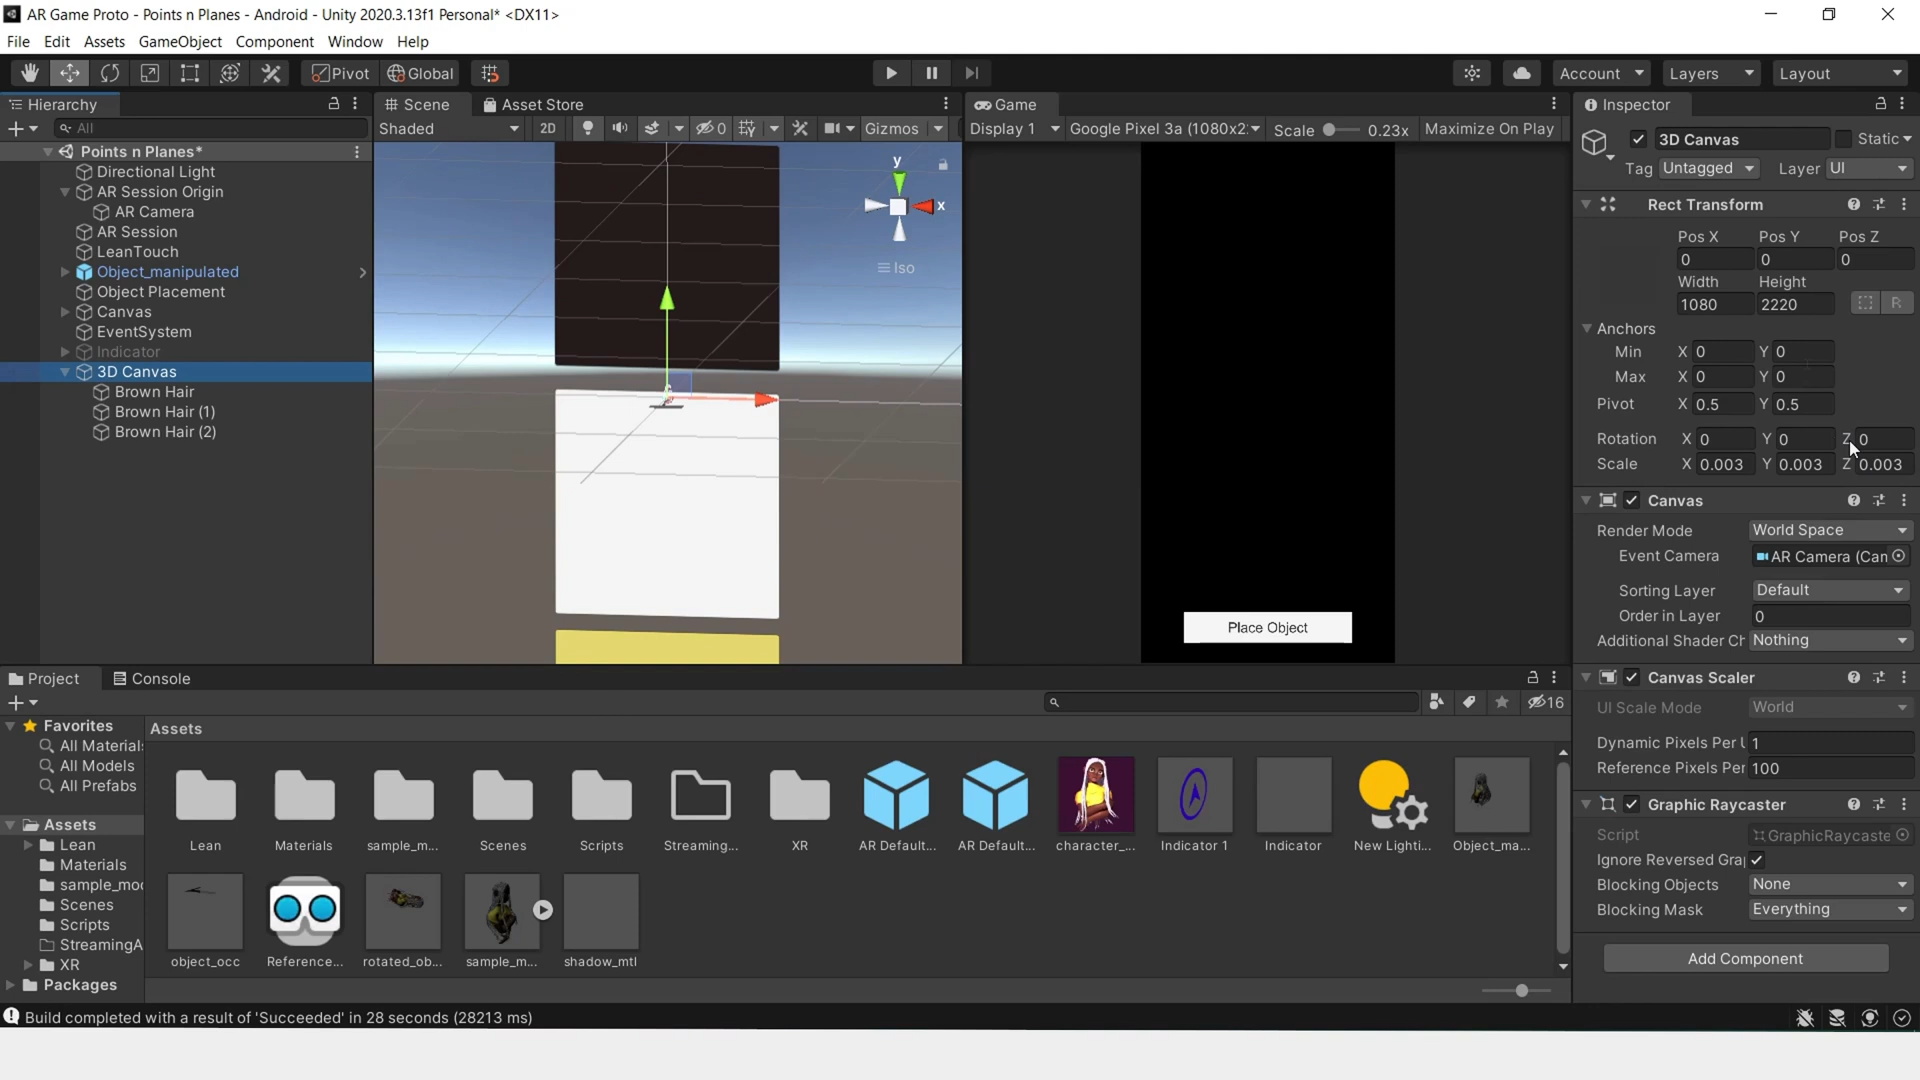 AR Game Proto - Points n Planes - Android - Unity 2020.3.13f1 Personal* <DX11>
File Edit Assets GameObject Component Window Help
Pivot Global Account Layers Layout
Hierarchy
All
Points n Planes*
Directional Light
AR Session Origin
AR Camera
AR Session
LeanTouch
Object_manipulated
Object Placement
Canvas
EventSystem
Indicator
3D Canvas
Brown Hair
Brown Hair (1)
Brown Hair (2)
Scene Asset Store
Shaded 2D 0 Gizmos
y
x
Iso
Game
Display 1 Google Pixel 3a (1080x2: Scale 0.23x Maximize On Play
Place Object
Inspector
3D Canvas Static
Tag Untagged Layer UI
Rect Transform
Pos X Pos Y Pos Z
0 0 0
Width Height
1080 2220 R
Anchors
Min X 0 Y 0
Max X 0 Y 0
Pivot X 0.5 Y 0.5
Rotation X 0 Y 0 Z 0
Scale X 0.003 Y 0.003 Z 0.003
Canvas
Render Mode World Space
Event Camera AR Camera (Can
Sorting Layer Default
Order in Layer 0
Additional Shader Ch Nothing
Canvas Scaler
UI Scale Mode World
Dynamic Pixels Per U 1
Reference Pixels Per 100
Graphic Raycaster
Script GraphicRaycaste
Ignore Reversed Gra
Blocking Objects None
Blocking Mask Everything
Add Component
Project Console
16
Favorites
All Materials
All Models
All Prefabs
Assets
Lean
Materials
sample_mod
Scenes
Scripts
StreamingA
XR
Packages
Assets
Lean Materials sample_m... Scenes Scripts Streaming... XR AR Default... AR Default... character_... Indicator 1 Indicator New Lighti... Object_ma...
object_occ Reference... rotated_ob... sample_m... shadow_mtl
Build completed with a result of 'Succeeded' in 28 seconds (28213 ms)